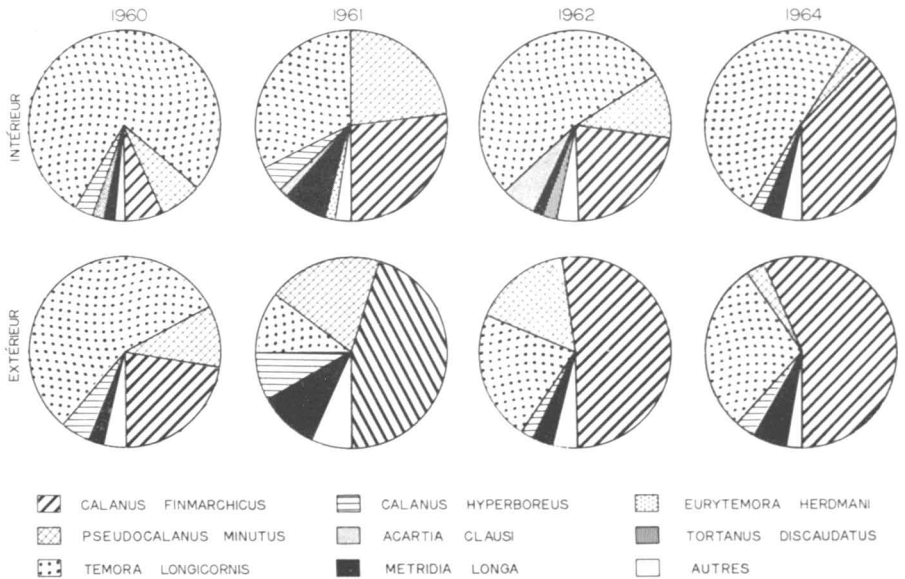 1960 1961 1962 1964
INTÉRIEUR
EXTÉRIEUR
CALANUS FINMARCHICUS CALANUS HYPERBOREUS EURYTEMORA HERDMANI
PSEUDOCALANUS MINUTUS ACARTIA CLAUSI TORTANUS DISCAUDATUS
TEMORA LONGICORNIS METRIDIA LONGA AUTRES